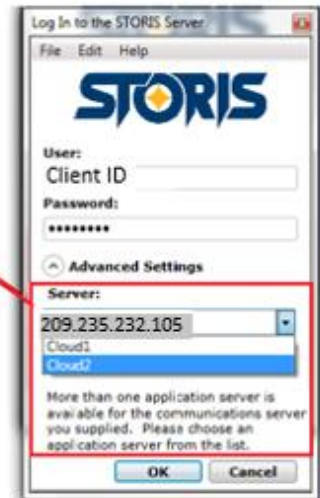 Log In to the STORIS Server
File Edit Help
STORIS
User:
Client ID
Password:
••••••••
Advanced Settings
Server:
209.235.232.105
Cloud1
Cloud2
More than one application server is
available for the communications server
you supplied. Please choose an
application server from the list.
OK Cancel